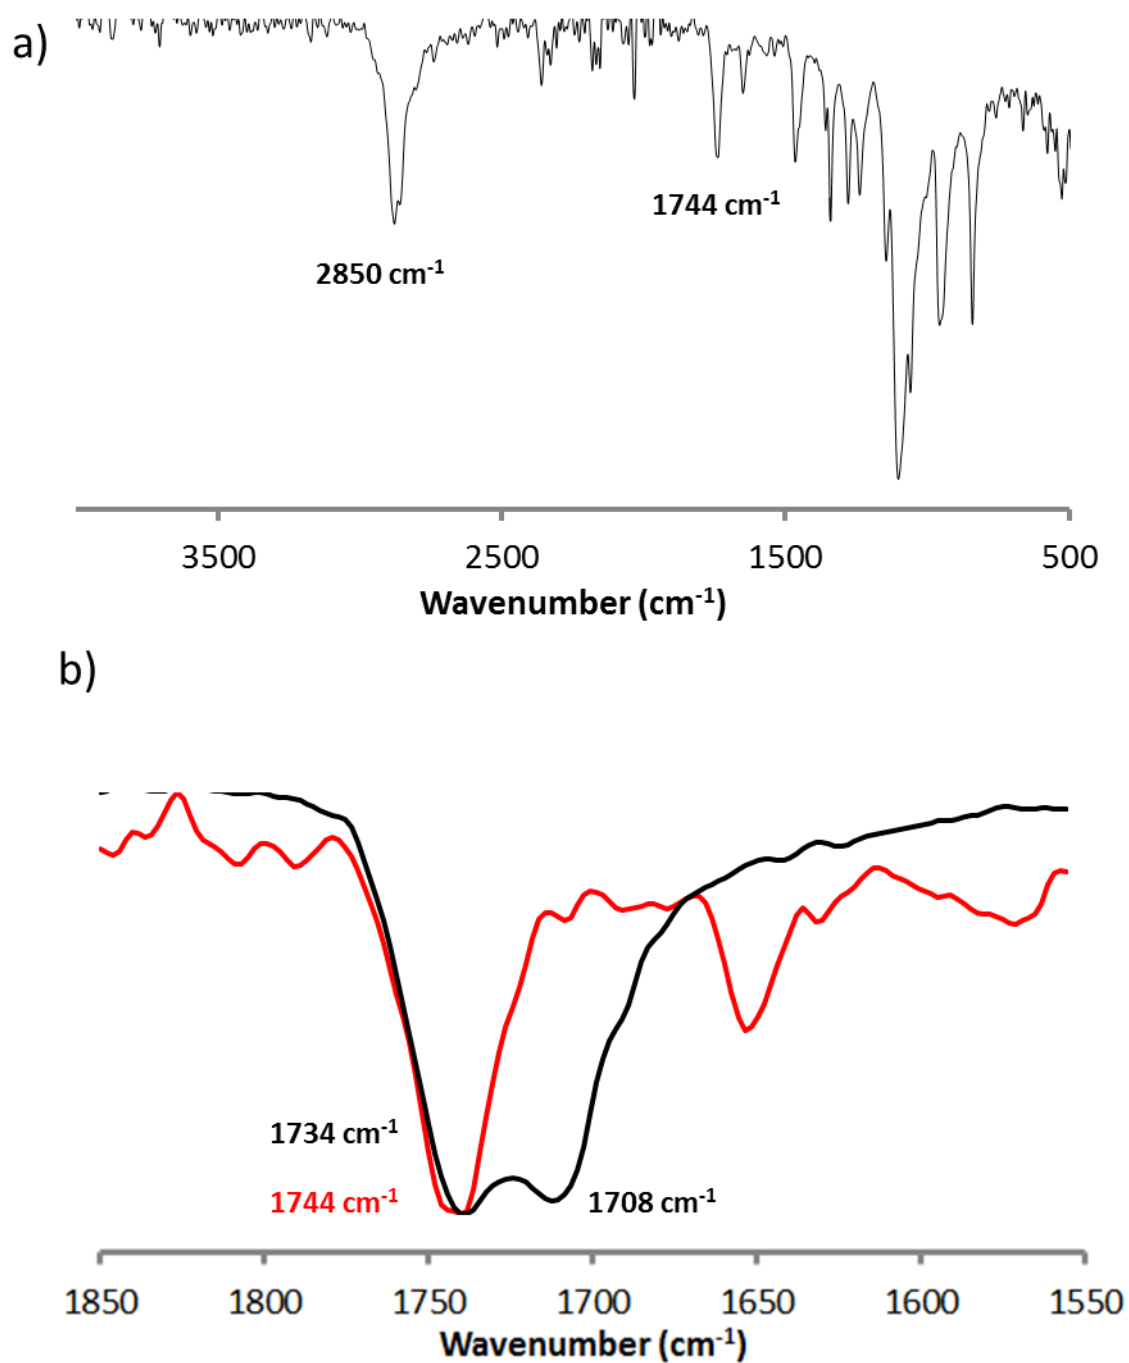 a)
1744 cm⁻¹
2850 cm⁻¹
3500 2500 1500 500
Wavenumber (cm⁻¹)
b)
1734 cm⁻¹
1744 cm⁻¹ 1708 cm⁻¹
1850 1800 1750 1700 1650 1600 1550
Wavenumber (cm⁻¹)